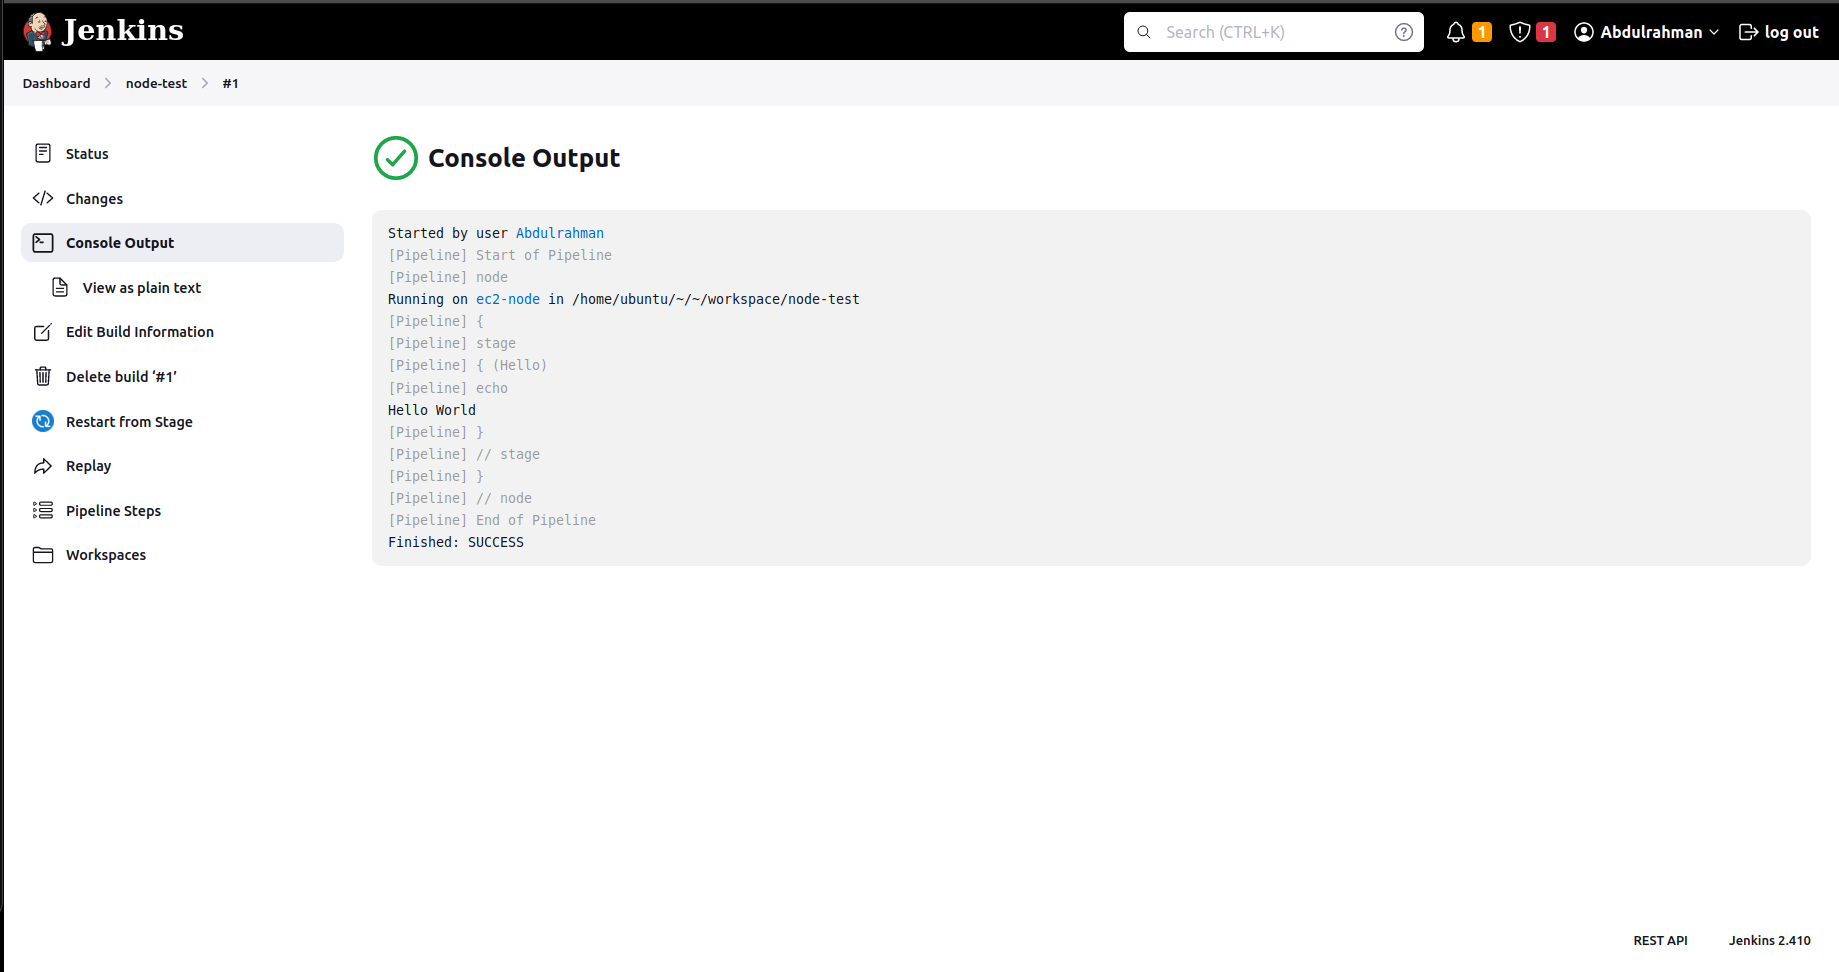 Jenkins
Search (CTRL+K)
1
1
Abdulrahman
log out
Dashboard
node-test
#1
Status
Changes
Console Output
View as plain text
Edit Build Information
Delete build ‘#1’
Restart from Stage
Replay
Pipeline Steps
Workspaces
Console Output
Started by user Abdulrahman
[Pipeline] Start of Pipeline
[Pipeline] node
Running on ec2-node in /home/ubuntu/~/~/workspace/node-test
[Pipeline] {
[Pipeline] stage
[Pipeline] { (Hello)
[Pipeline] echo
Hello World
[Pipeline] }
[Pipeline] // stage
[Pipeline] }
[Pipeline] // node
[Pipeline] End of Pipeline
Finished: SUCCESS
REST API
Jenkins 2.410